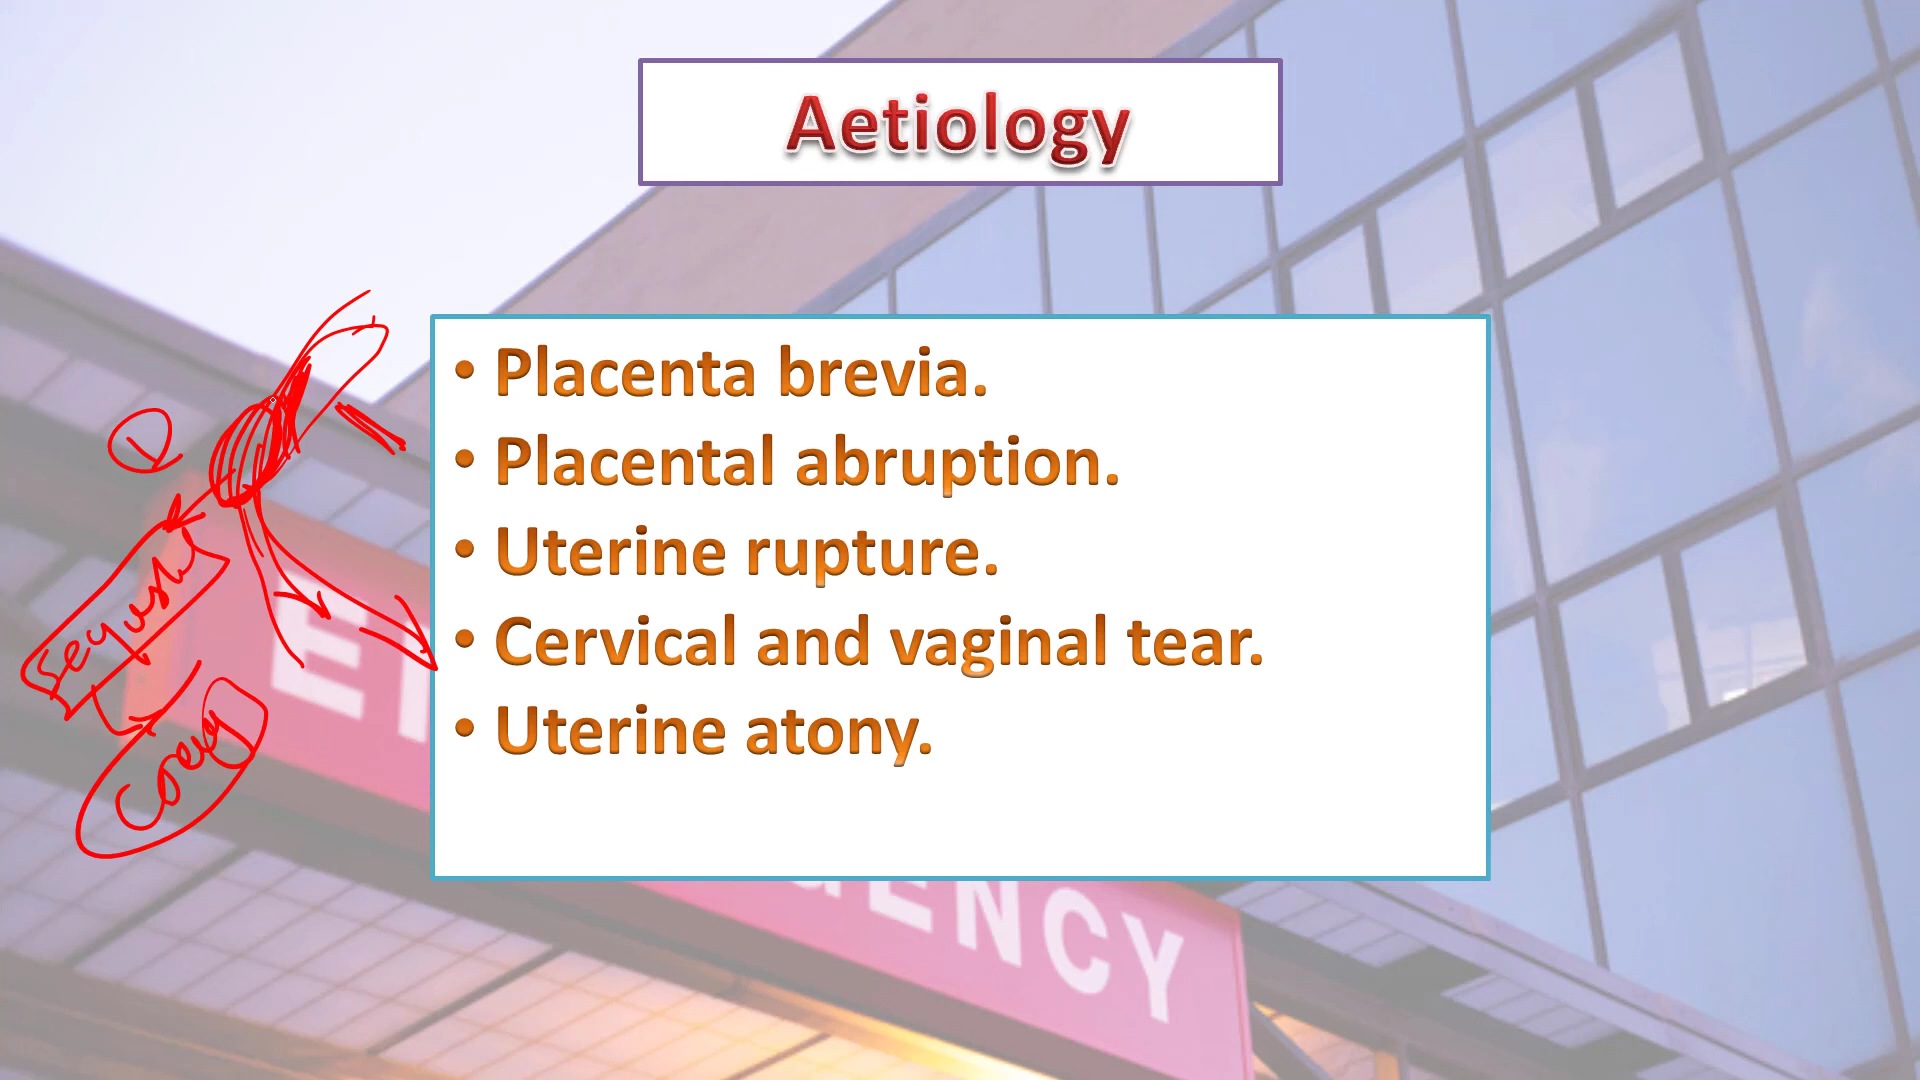 Aetiology
• Placenta brevia.
• Placental abruption.
• Uterine rupture.
• Cervical and vaginal tear.
• Uterine atony.